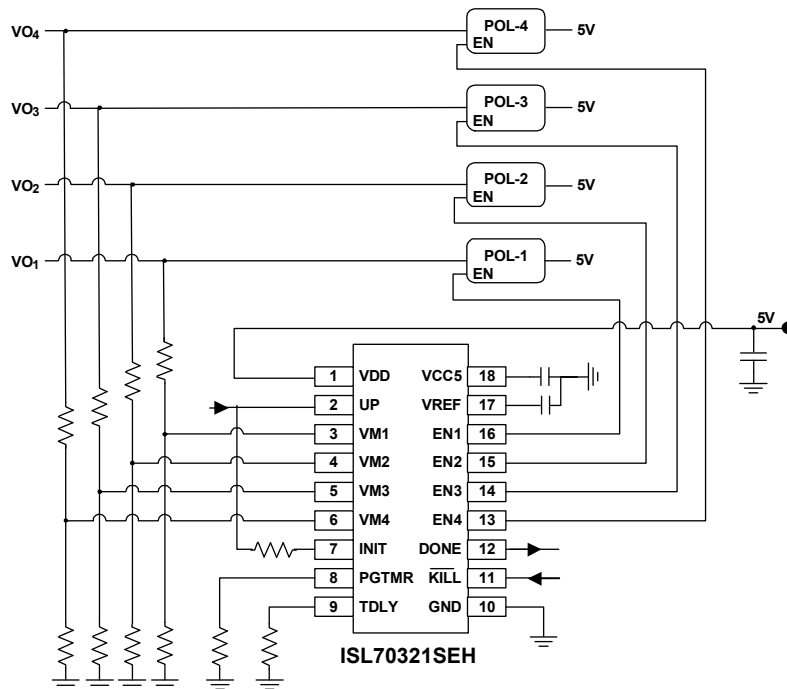 VO4 POL-4 5V
EN
VO3 POL-3 5V
EN
VO2 POL-2 5V
EN
VO1 POL-1 5V
EN
5V
1 VDD VCC5 18
2 UP VREF 17
3 VM1 EN1 16
4 VM2 EN2 15
5 VM3 EN3 14
6 VM4 EN4 13
7 INIT DONE 12
8 PGTMR KILL 11
9 TDLY GND 10
ISL70321SEH